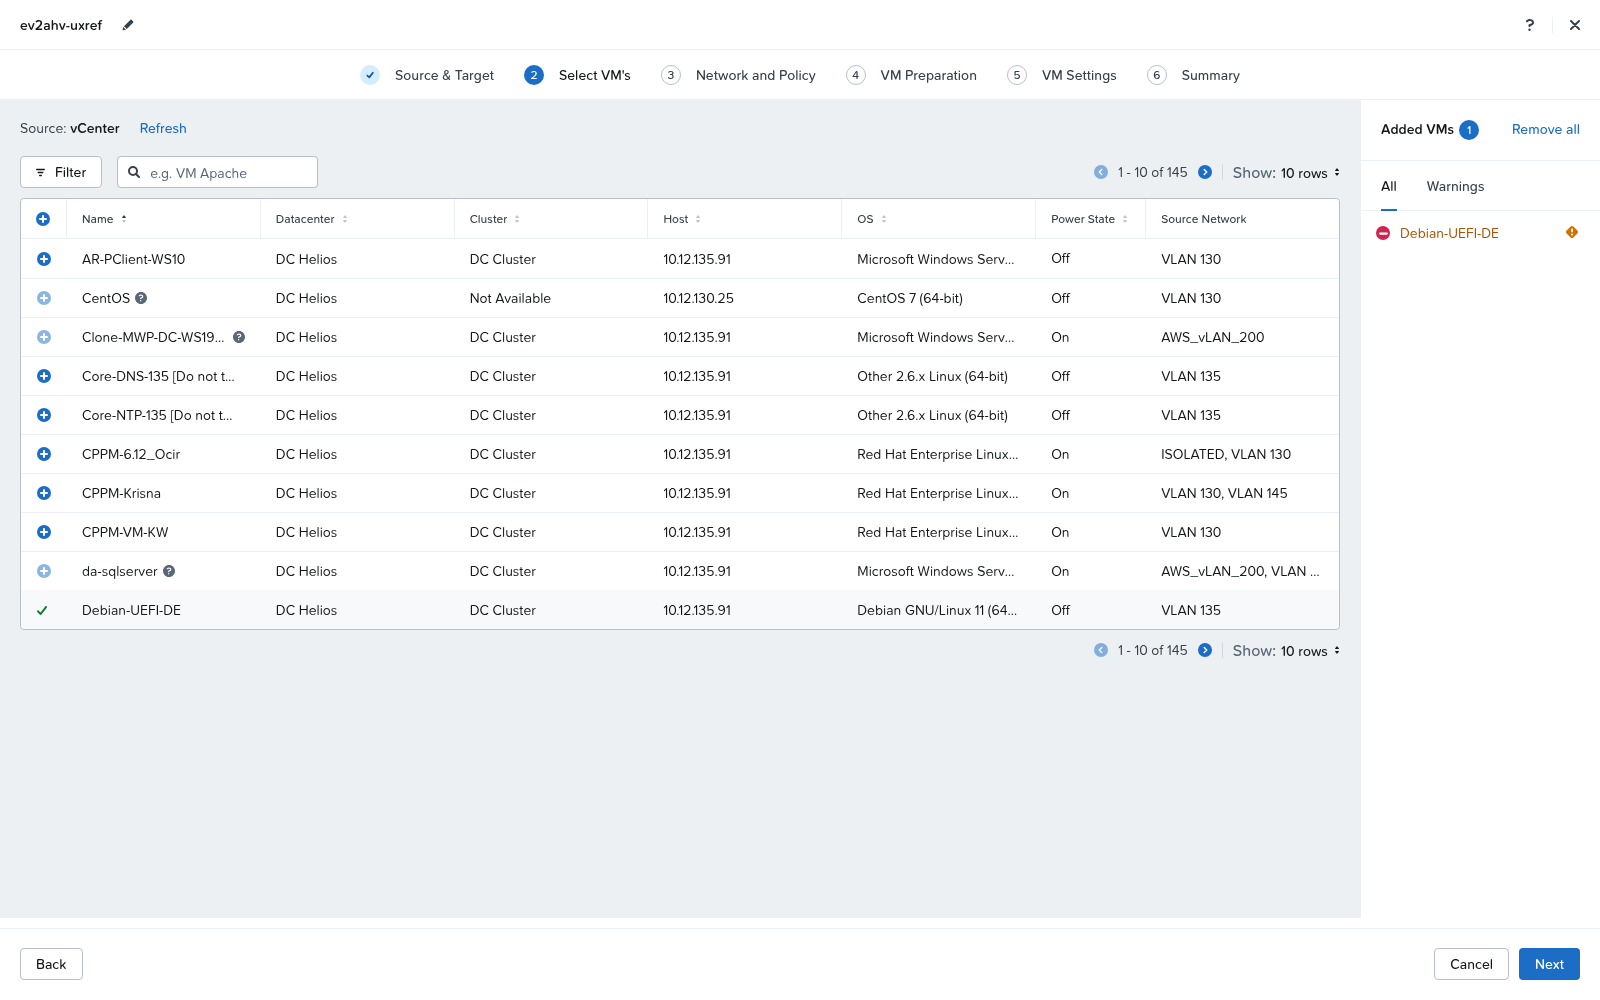 ev2ahv-uxref
?
Source & Target
2 Select VM's
3 Network and Policy
4 VM Preparation
5 VM Settings
6 Summary
Source: vCenter Refresh
Filter
e.g. VM Apache
1 - 10 of 145
Show: 10 rows
Name Datacenter Cluster Host OS Power State Source Network
AR-PClient-WS10 DC Helios DC Cluster 10.12.135.91 Microsoft Windows Serv... Off VLAN 130
CentOS ? DC Helios Not Available 10.12.130.25 CentOS 7 (64-bit) Off VLAN 130
Clone-MWP-DC-WS19... ? DC Helios DC Cluster 10.12.135.91 Microsoft Windows Serv... On AWS_vLAN_200
Core-DNS-135 [Do not t... DC Helios DC Cluster 10.12.135.91 Other 2.6.x Linux (64-bit) Off VLAN 135
Core-NTP-135 [Do not t... DC Helios DC Cluster 10.12.135.91 Other 2.6.x Linux (64-bit) Off VLAN 135
CPPM-6.12_Ocir DC Helios DC Cluster 10.12.135.91 Red Hat Enterprise Linux... On ISOLATED, VLAN 130
CPPM-Krisna DC Helios DC Cluster 10.12.135.91 Red Hat Enterprise Linux... On VLAN 130, VLAN 145
CPPM-VM-KW DC Helios DC Cluster 10.12.135.91 Red Hat Enterprise Linux... On VLAN 130
da-sqlserver ? DC Helios DC Cluster 10.12.135.91 Microsoft Windows Serv... On AWS_vLAN_200, VLAN ...
Debian-UEFI-DE DC Helios DC Cluster 10.12.135.91 Debian GNU/Linux 11 (64... Off VLAN 135
1 - 10 of 145
Show: 10 rows
Added VMs 1 Remove all
All Warnings
Debian-UEFI-DE
Back
Cancel
Next